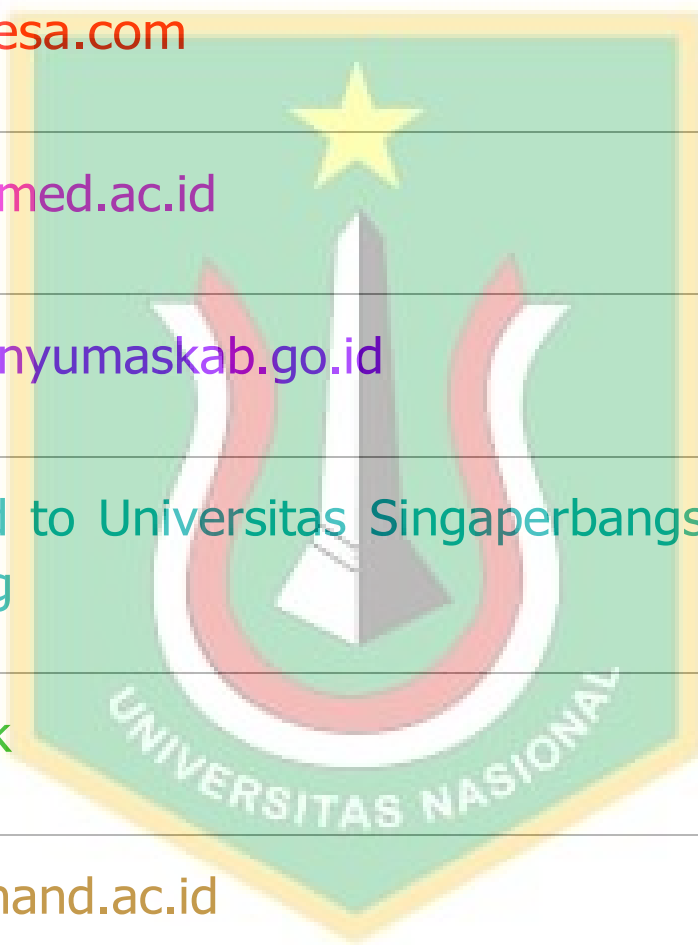 esa.com
med.ac.id
nyumaskab.go.id
d to Universitas Singaperbangs
g
k
nand.ac.id
UNIVERSITAS NASIONAL